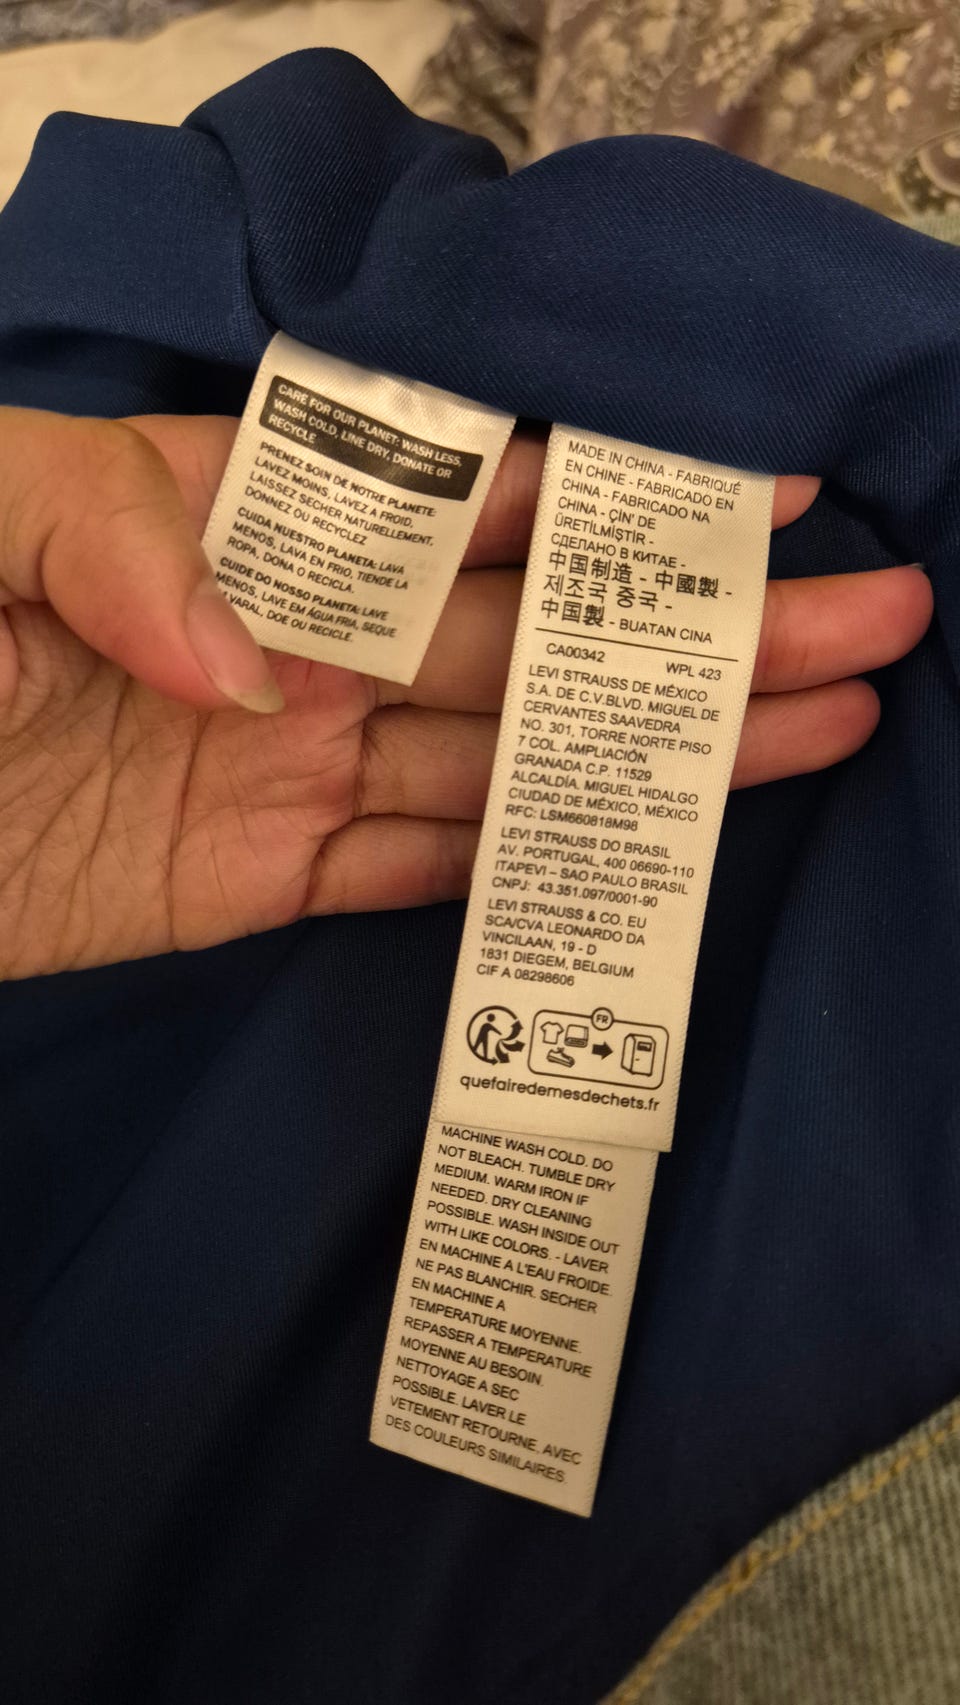 CARE FOR OUR PLANET: WASH LESS,
WASH COLD, LINE DRY, DONATE OR
RECYCLE
PRENEZ SOIN DE NOTRE PLANETE:
LAVEZ MOINS, LAVEZ A FROID,
LAISSEZ SECHER NATURELLEMENT,
DONNEZ OU RECYCLEZ
CUIDA NUESTRO PLANETA: LAVA
MENOS, LAVA EN FRIO, TIENDE LA
ROPA, DONA O RECICLA.
CUIDE DO NOSSO PLANETA: LAVE
MENOS, LAVE EM ÁGUA FRIA, SEQUE
VARAL, DOE OU RECICLE.
MADE IN CHINA - FABRIQUÉ
EN CHINE - FABRICADO EN
CHINA - FABRICADO NA
CHINA - ÇIN' DE
ÜRETİLMİŞTİR -
СДЕЛАНО В КИТАЕ -
中国制造 - 中國製 -
제조국 중국 -
中国製 - BUATAN CINA
CA00342 WPL 423
LEVI STRAUSS DE MÉXICO
S.A. DE C.V.BLVD. MIGUEL DE
CERVANTES SAAVEDRA
NO. 301, TORRE NORTE PISO
7 COL. AMPLIACIÓN
GRANADA C.P. 11529
ALCALDÍA. MIGUEL HIDALGO
CIUDAD DE MÉXICO, MÉXICO
RFC: LSM660818M98
LEVI STRAUSS DO BRASIL
AV. PORTUGAL, 400 06690-110
ITAPEVI – SAO PAULO BRASIL
CNPJ: 43.351.097/0001-90
LEVI STRAUSS & CO. EU
SCA/CVA LEONARDO DA
VINCILAAN, 19 - D
1831 DIEGEM, BELGIUM
CIF A 08298606
FR
quefairedemesdechets.fr
MACHINE WASH COLD. DO
NOT BLEACH. TUMBLE DRY
MEDIUM. WARM IRON IF
NEEDED. DRY CLEANING
POSSIBLE. WASH INSIDE OUT
WITH LIKE COLORS. - LAVER
EN MACHINE A L'EAU FROIDE.
NE PAS BLANCHIR. SECHER
EN MACHINE A
TEMPERATURE MOYENNE.
REPASSER A TEMPERATURE
MOYENNE AU BESOIN.
NETTOYAGE A SEC
POSSIBLE. LAVER LE
VETEMENT RETOURNE, AVEC
DES COULEURS SIMILAIRES.